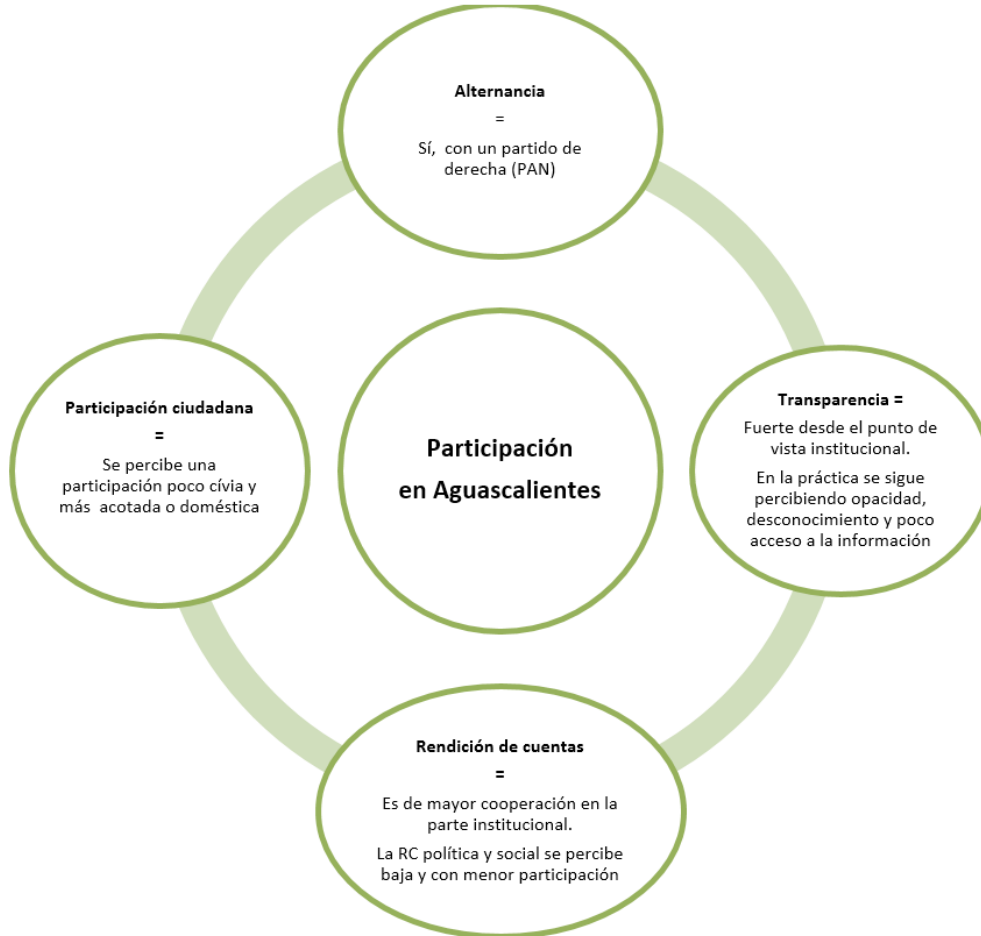 Alternancia
=
Sí, con un partido de
derecha (PAN)
Participación ciudadana
=
Se percibe una
participación poco cívia y
más acotada o doméstica
Participación
en Aguascalientes
Transparencia =
Fuerte desde el punto de
vista institucional.
En la práctica se sigue
percibiendo opacidad,
desconocimiento y poco
acceso a la información
Rendición de cuentas
=
Es de mayor cooperación en la
parte institucional.
La RC política y social se percibe
baja y con menor participación